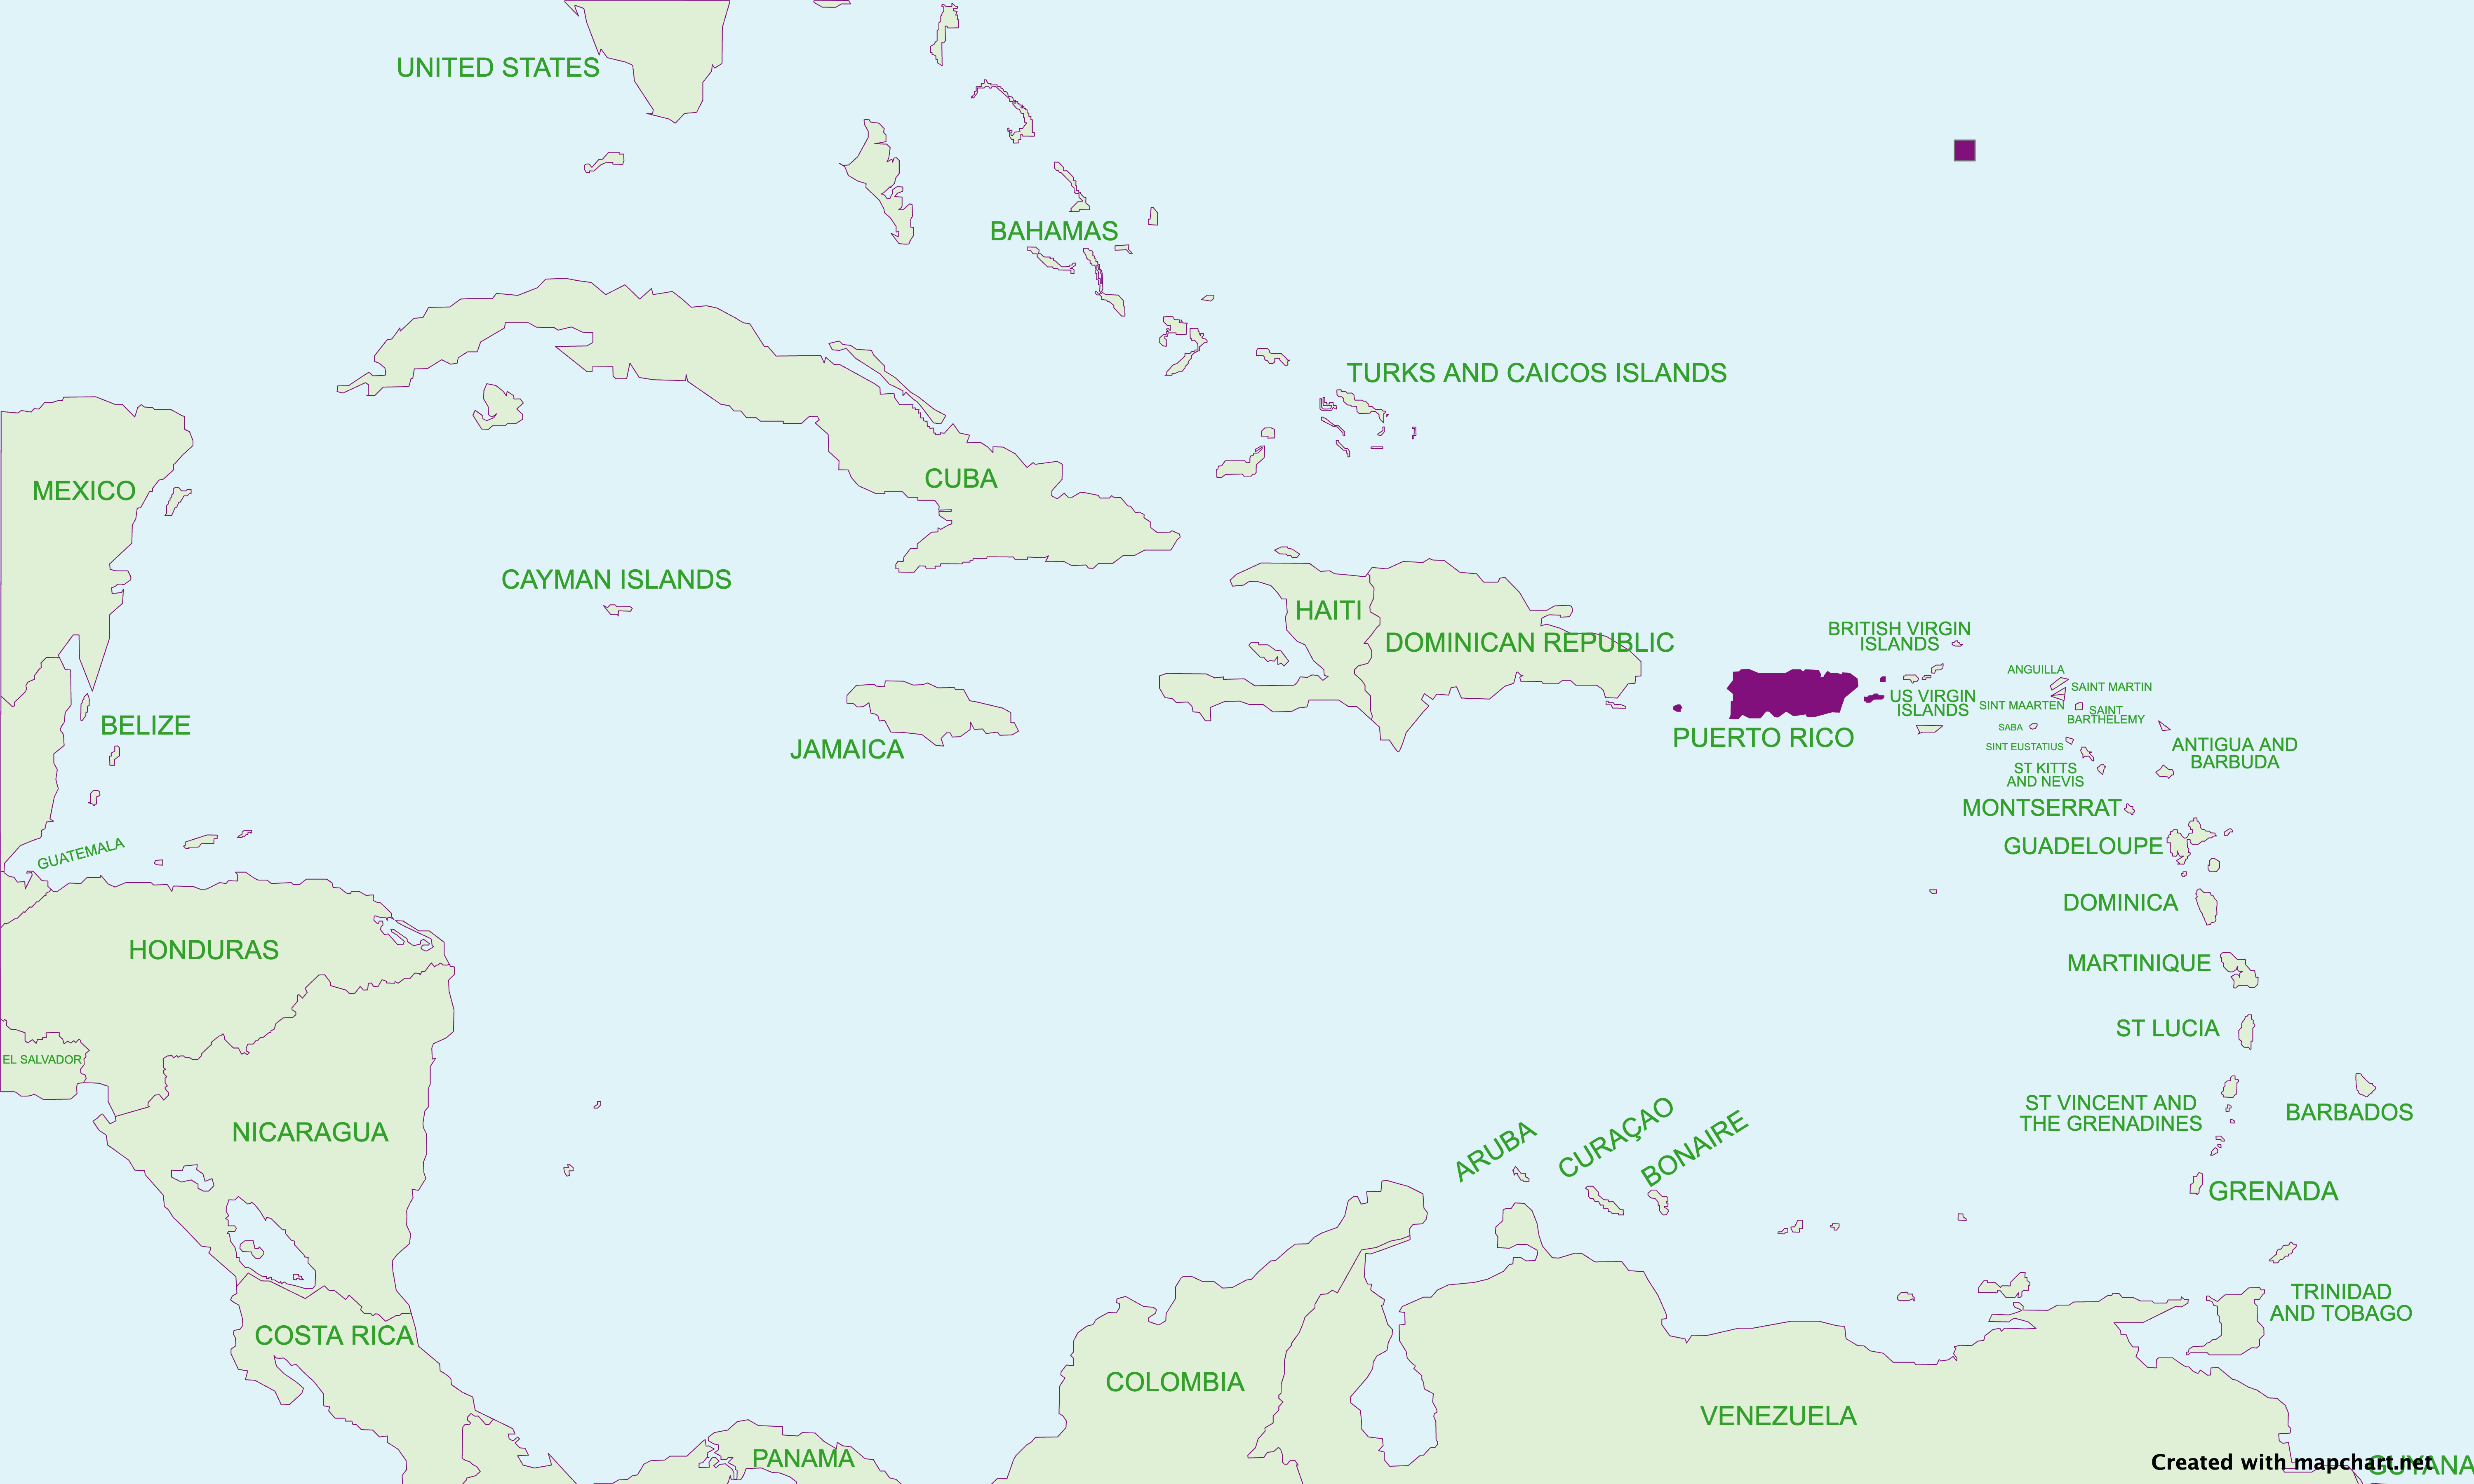 UNITED STATES
BAHAMAS
TURKS AND CAICOS ISLANDS
MEXICO
CUBA
CAYMAN ISLANDS
HAITI
DOMINICAN REPUBLIC
BRITISH VIRGIN
ISLANDS
ANGUILLA
SAINT MARTIN
US VIRGIN
ISLANDS
SINT MAARTEN
SAINT
BARTHELEMY
SABA
BELIZE
JAMAICA
PUERTO RICO
SINT EUSTATIUS
ANTIGUA AND
BARBUDA
ST KITTS
AND NEVIS
MONTSERRAT
GUATEMALA
GUADELOUPE
DOMINICA
HONDURAS
MARTINIQUE
ST LUCIA
EL SALVADOR
ST VINCENT AND
THE GRENADINES
BARBADOS
NICARAGUA
ARUBA
CURAÇAO
BONAIRE
GRENADA
TRINIDAD
AND TOBAGO
COSTA RICA
COLOMBIA
VENEZUELA
PANAMA
GUYANA
Created with mapchart.net